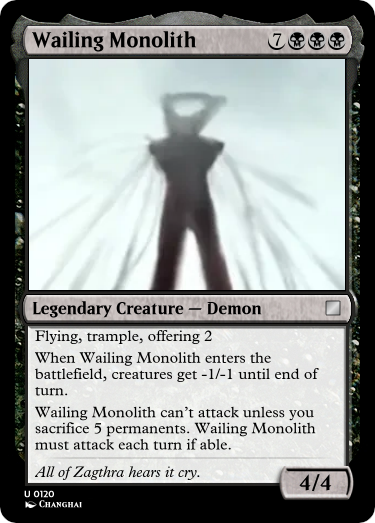 Wailing Monolith 7
Legendary Creature — Demon
Flying, trample, offering 2
When Wailing Monolith enters the
battlefield, creatures get -1/-1 until end of
turn.
Wailing Monolith can't attack unless you
sacrifice 5 permanents. Wailing Monolith
must attack each turn if able.
All of Zagthra hears it cry.
4/4
U 0120
CHANGHAI